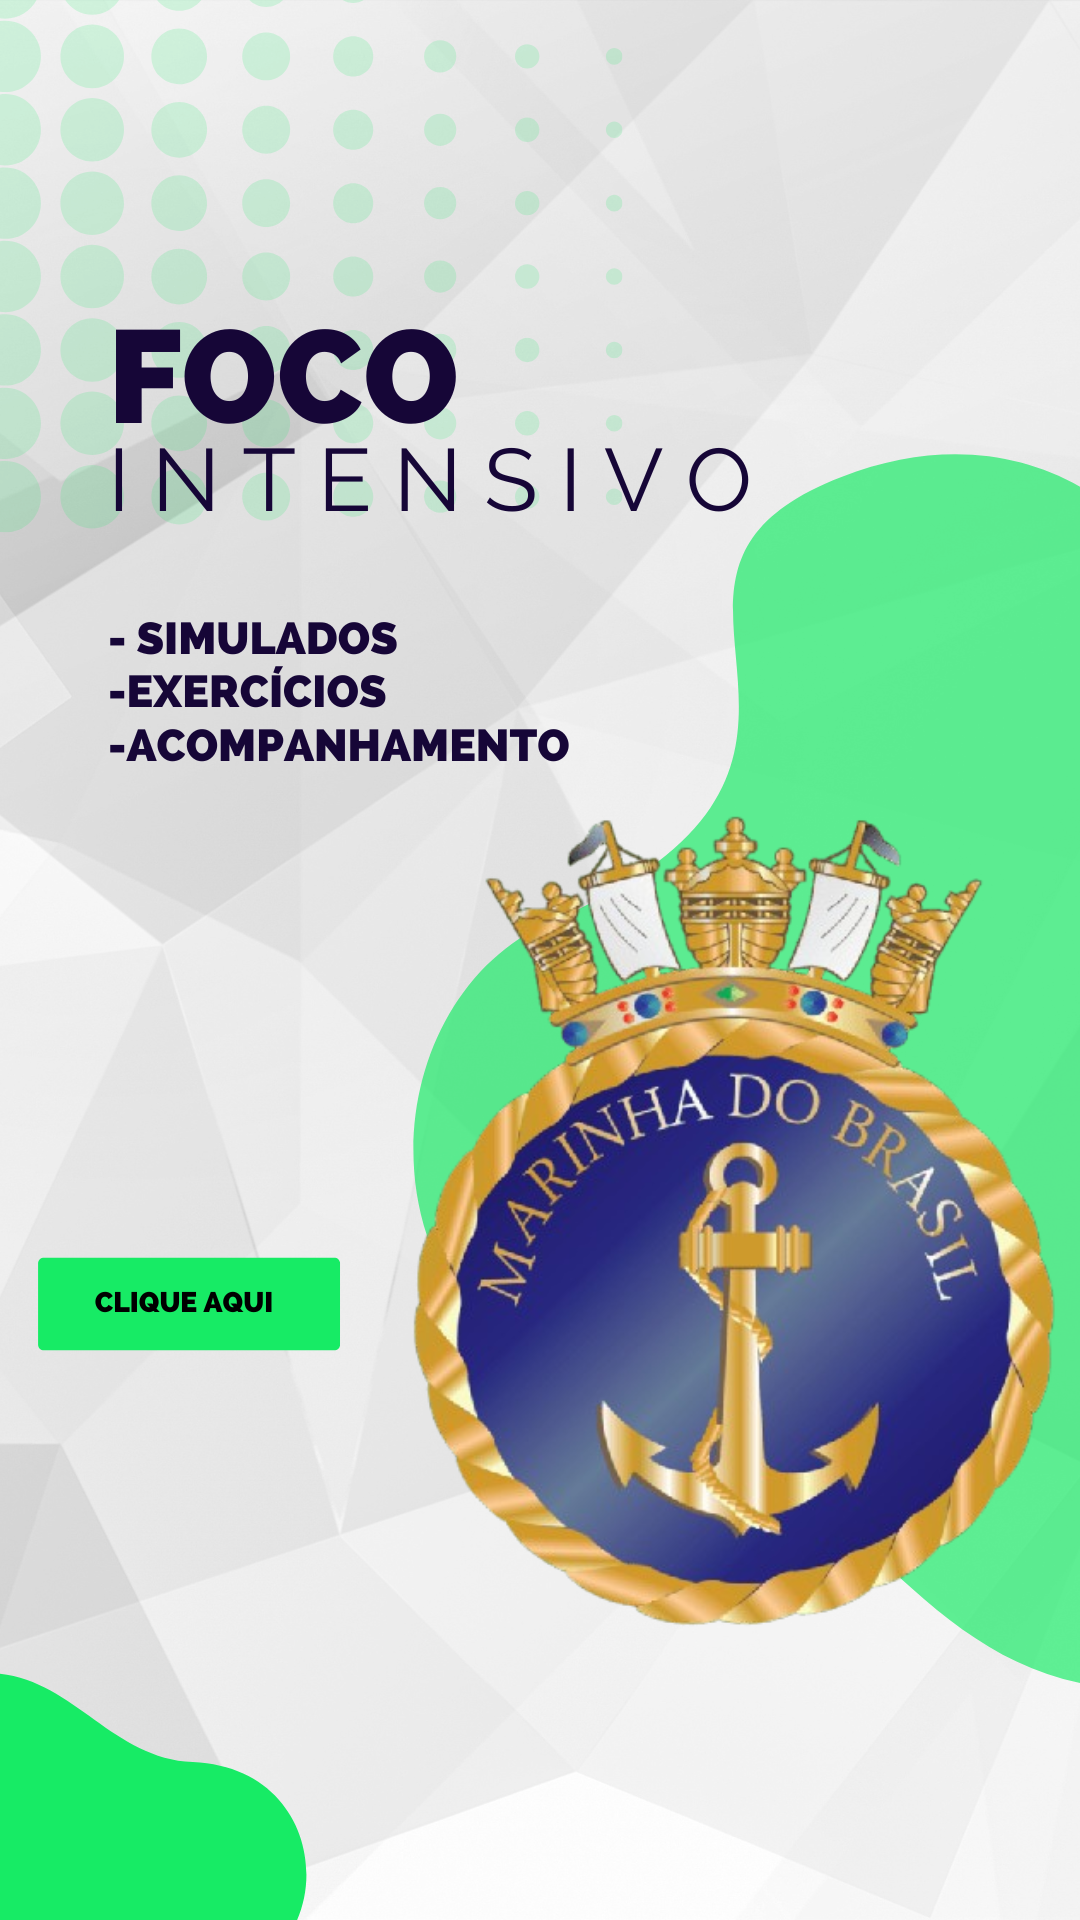 FOCO
INTENSIVO
- SIMULADOS
-EXERCÍCIOS
-ACOMPANHAMENTO
MARINHA DO BRASIL
CLIQUE AQUI